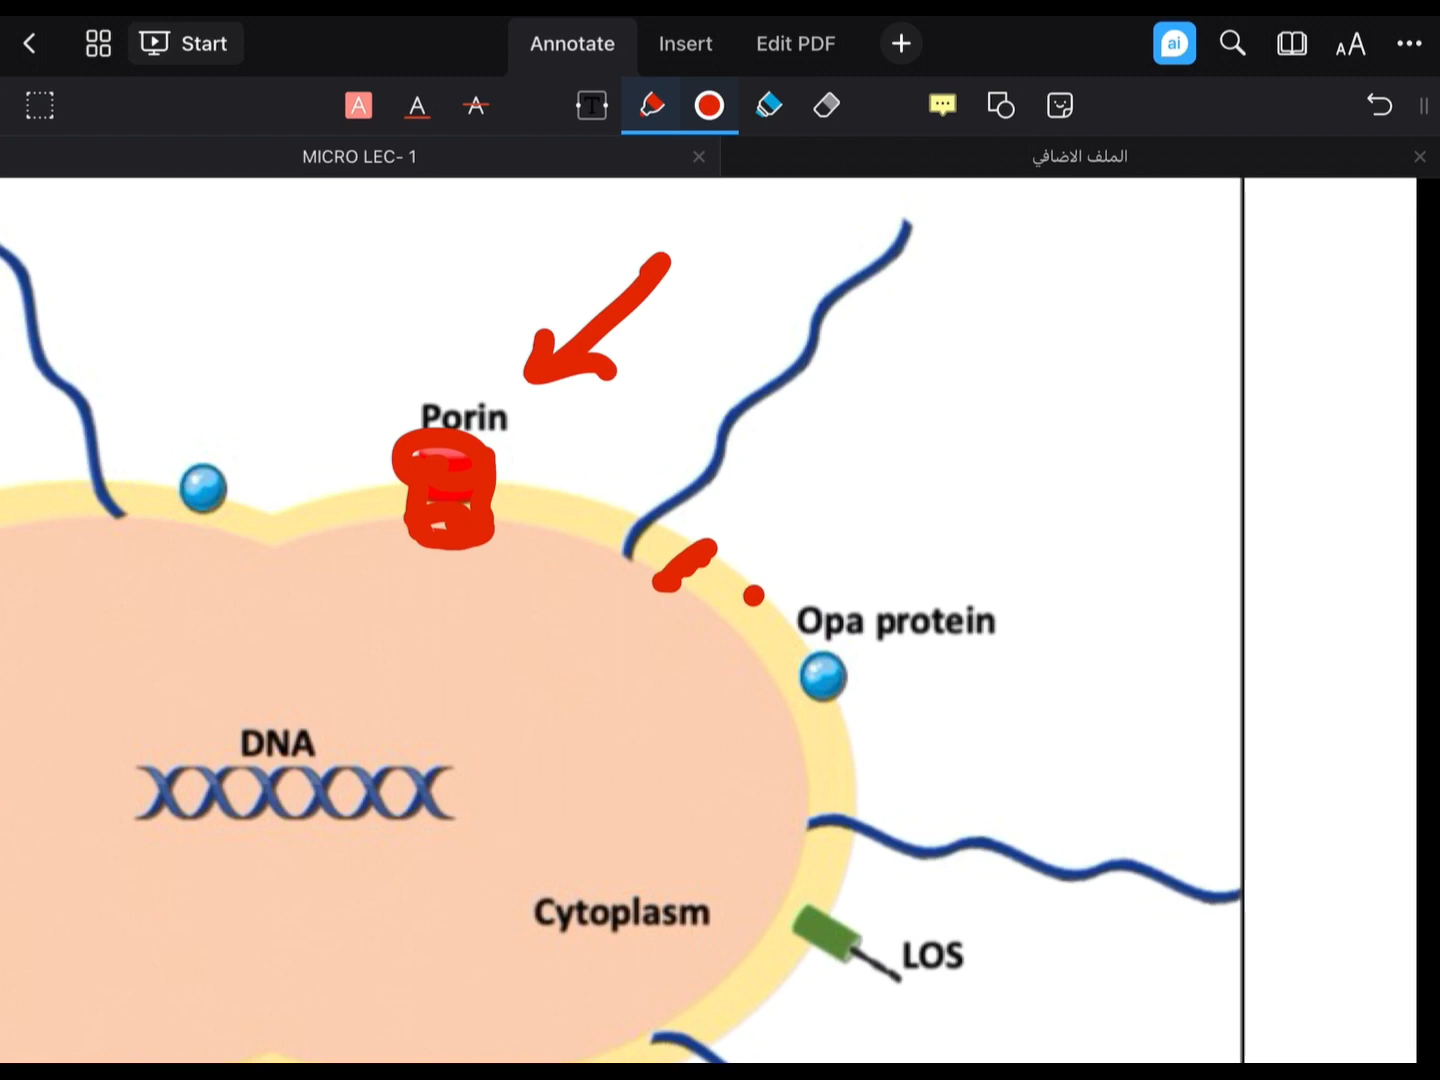 Start
Annotate
Insert
Edit PDF
ai
AA
A
A
A
T
MICRO LEC- 1
الملف الاضافي
Porin
Opa protein
DNA
Cytoplasm
LOS